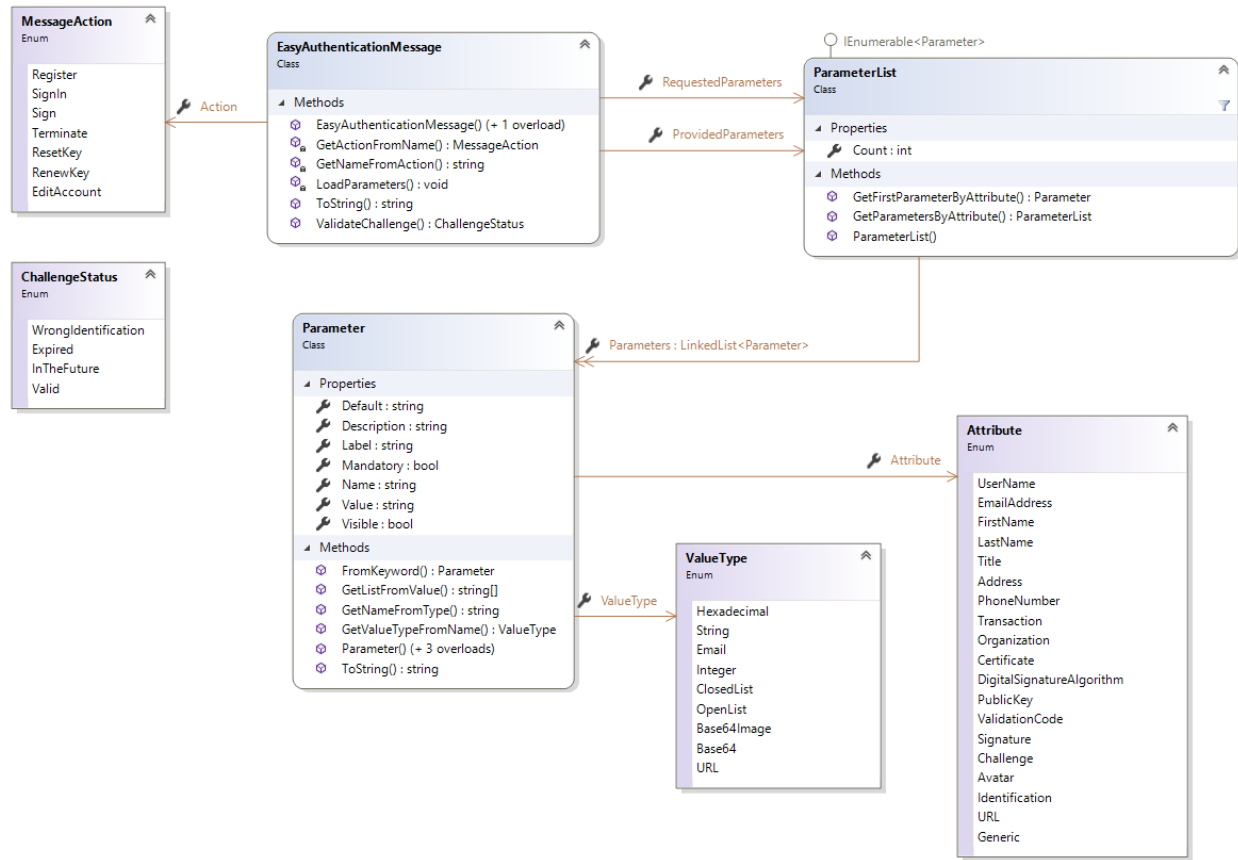 MessageAction
Enum
Register
SignIn
Sign
Terminate
ResetKey
RenewKey
EditAccount
Action
EasyAuthenticationMessage
Class
Methods
EasyAuthenticationMessage() (+ 1 overload)
GetActionFromName() : MessageAction
GetNameFromAction() : string
LoadParameters() : void
ToString() : string
ValidateChallenge() : ChallengeStatus
RequestedParameters
ProvidedParameters
IEnumerable<Parameter>
ParameterList
Class
Properties
Count : int
Methods
GetFirstParameterByAttribute() : Parameter
GetParametersByAttribute() : ParameterList
ParameterList()
ChallengeStatus
Enum
WrongIdentification
Expired
InTheFuture
Valid
Parameter
Class
Properties
Default : string
Description : string
Label : string
Mandatory : bool
Name : string
Value : string
Visible : bool
Methods
FromKeyword() : Parameter
GetListFromValue() : string[]
GetNameFromType() : string
GetValueTypeFromName() : ValueType
Parameter() (+ 3 overloads)
ToString() : string
Parameters : LinkedList<Parameter>
Attribute
ValueType
ValueType
Enum
Hexadecimal
String
Email
Integer
ClosedList
OpenList
Base64Image
Base64
URL
Attribute
Enum
UserName
EmailAddress
FirstName
LastName
Title
Address
PhoneNumber
Transaction
Organization
Certificate
DigitalSignatureAlgorithm
PublicKey
ValidationCode
Signature
Challenge
Avatar
Identification
URL
Generic